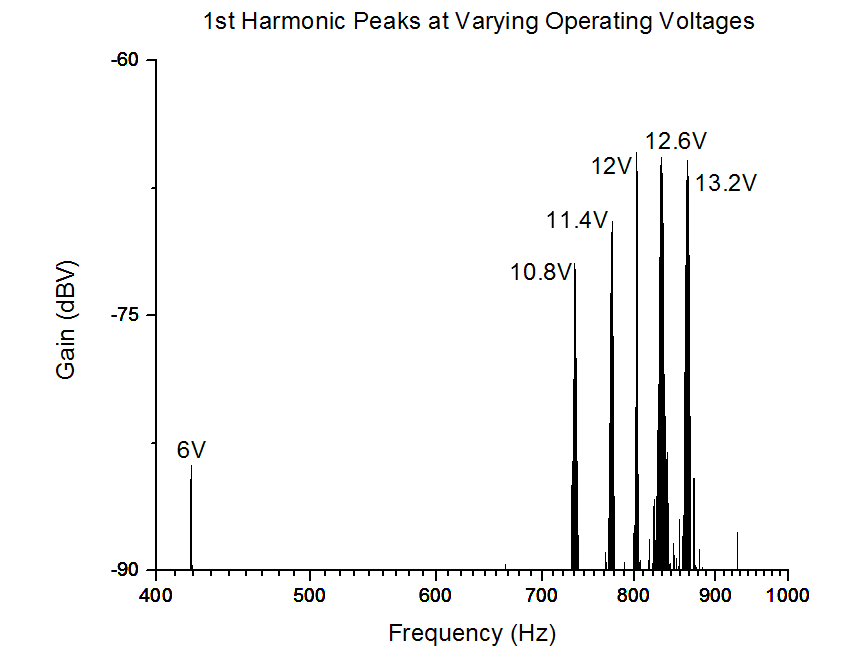 1st Harmonic Peaks at Varying Operating Voltages
-60
12.6V
12V
13.2V
11.4V
10.8V
-75
Gain (dBV)
6V
-90
400 500 600 700 800 900 1000
Frequency (Hz)